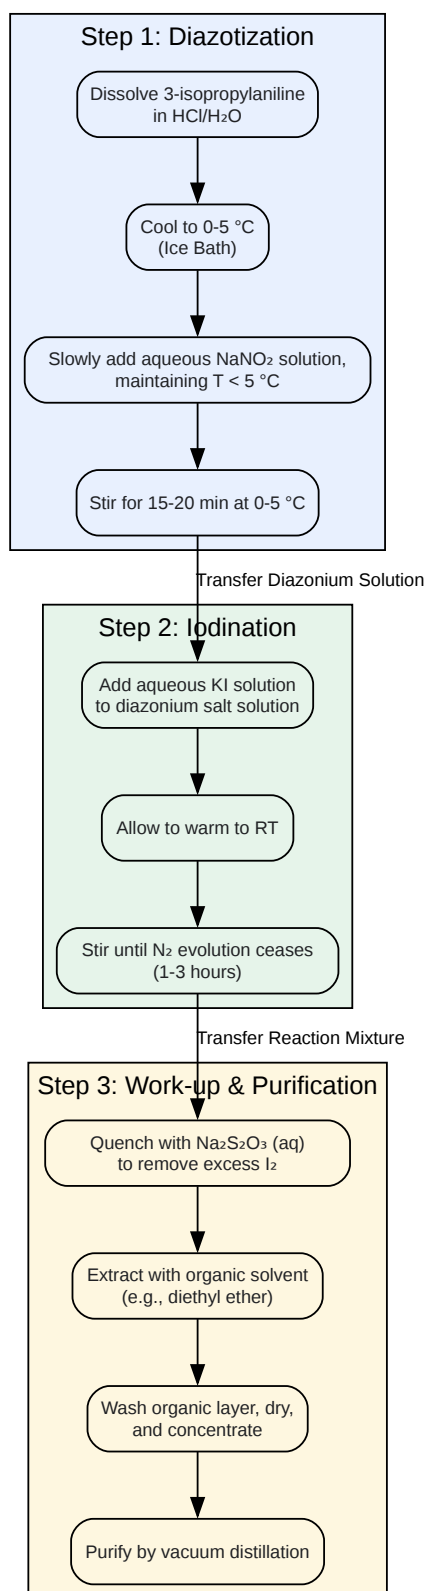 Step 1: Diazotization
Dissolve 3-isopropylaniline
in HCl/H₂O
Cool to 0-5 °C
(Ice Bath)
Slowly add aqueous NaNO₂ solution,
maintaining T < 5 °C
Stir for 15-20 min at 0-5 °C
Transfer Diazonium Solution
Step 2: Iodination
Add aqueous KI solution
to diazonium salt solution
Allow to warm to RT
Stir until N₂ evolution ceases
(1-3 hours)
Transfer Reaction Mixture
Step 3: Work-up & Purification
Quench with Na₂S₂O₃ (aq)
to remove excess I₂
Extract with organic solvent
(e.g., diethyl ether)
Wash organic layer, dry,
and concentrate
Purify by vacuum distillation